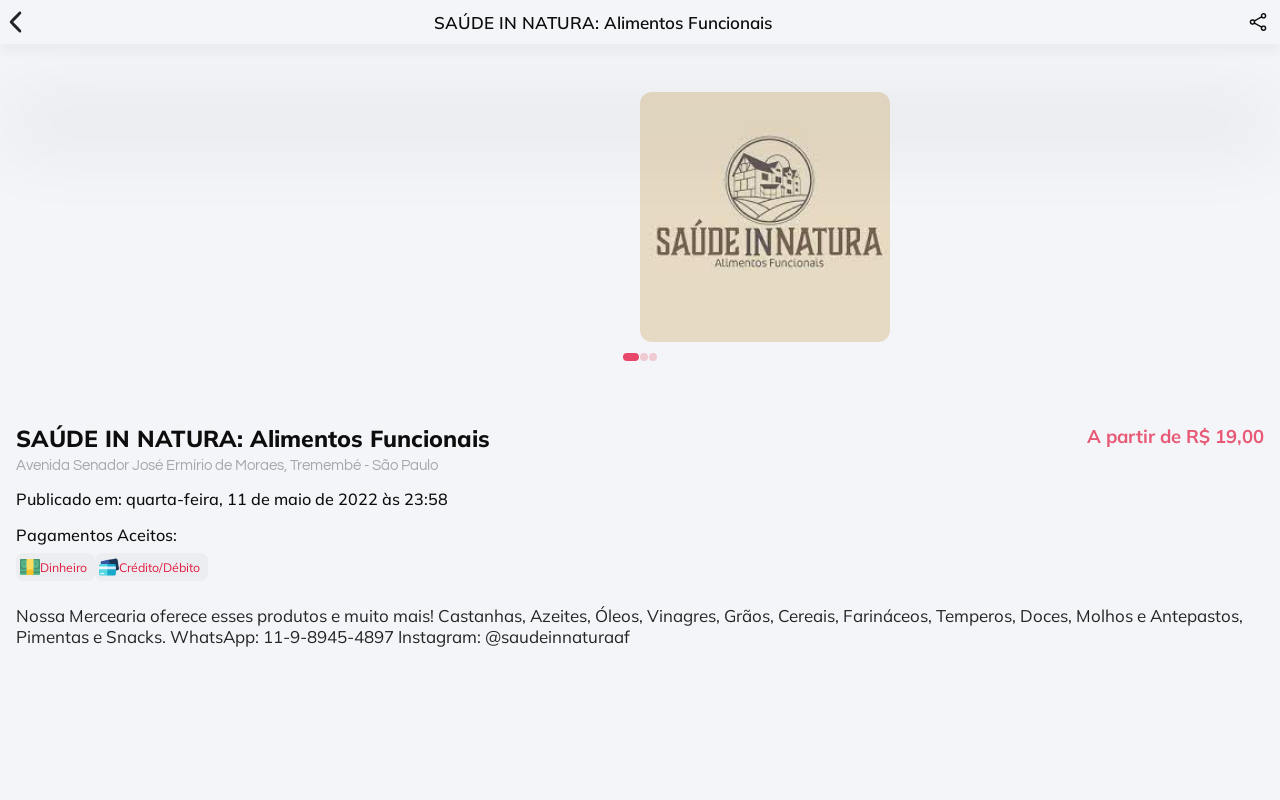 SAÚDE IN NATURA: Alimentos Funcionais
SAÚDE IN NATURA
Alimentos Funcionais
SAÚDE IN NATURA: Alimentos Funcionais
A partir de R$ 19,00
Avenida Senador José Ermírio de Moraes, Tremembé - São Paulo
Publicado em: quarta-feira, 11 de maio de 2022 às 23:58
Pagamentos Aceitos:
Dinheiro Crédito/Débito
Nossa Mercearia oferece esses produtos e muito mais! Castanhas, Azeites, Óleos, Vinagres, Grãos, Cereais, Farináceos, Temperos, Doces, Molhos e Antepastos,
Pimentas e Snacks. WhatsApp: 11-9-8945-4897 Instagram: @saudeinnaturaaf